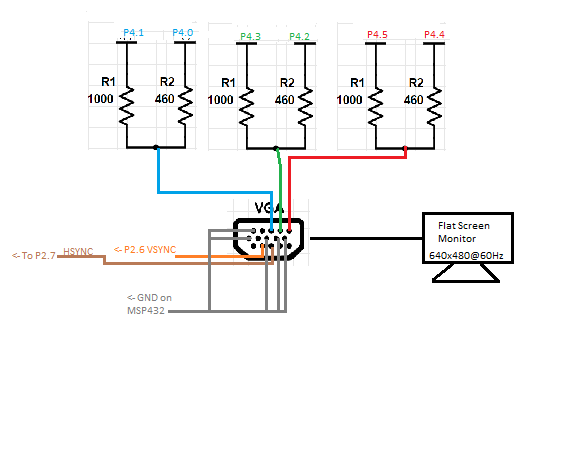 P4.1 P4.0 P4.3 P4.2 P4.5 P4.4
R1 R2 R1 R2 R1 R2
1000 460 1000 460 1000 460
VGA
Flat Screen
Monitor
640x480@60Hz
<- To P2.7 HSYNC <- P2.6 VSYNC
<- GND on
MSP432